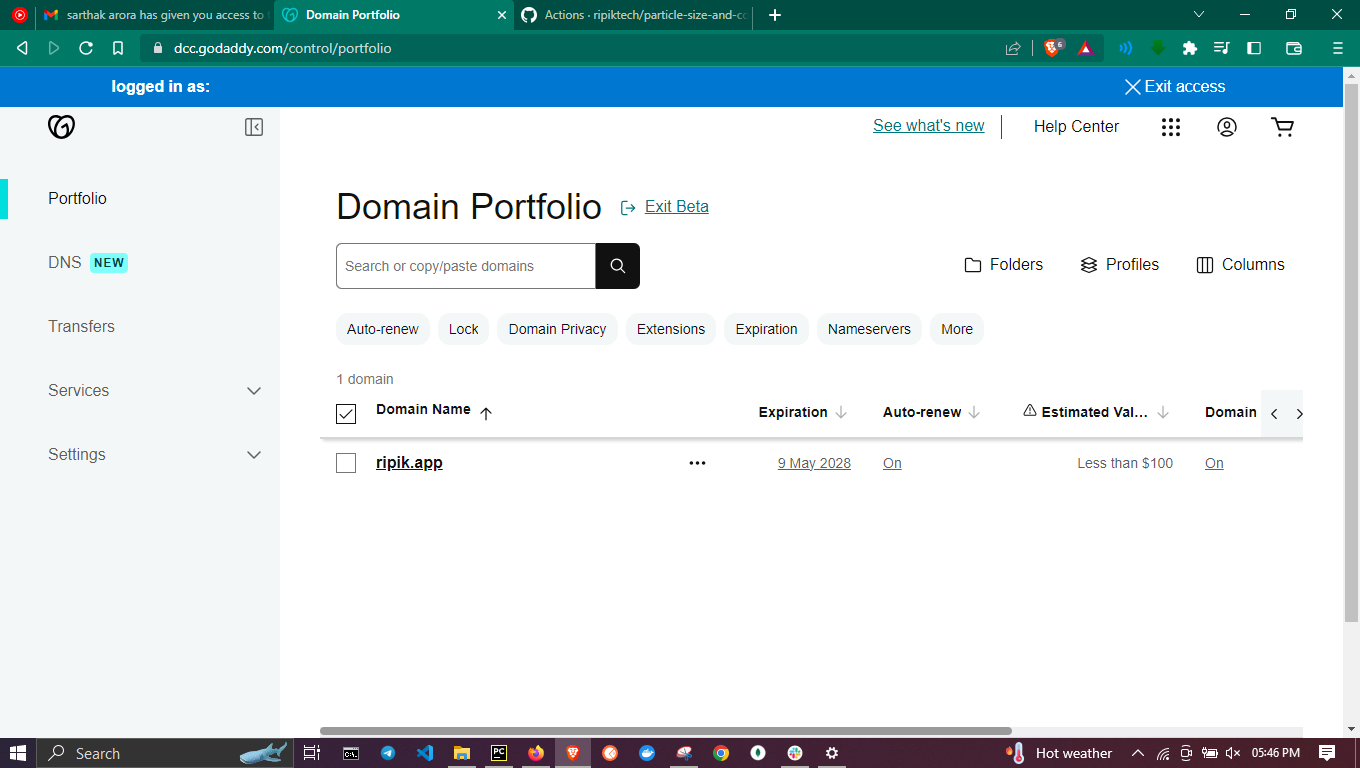 sarthak arora has given you access to
Domain Portfolio
Actions · ripiktech/particle-size-and-co
dcc.godaddy.com/control/portfolio
6
logged in as:
Exit access
See what's new
Help Center
Portfolio
DNS NEW
Transfers
Services
Settings
Domain Portfolio
Exit Beta
Search or copy/paste domains
Folders
Profiles
Columns
Auto-renew
Lock
Domain Privacy
Extensions
Expiration
Nameservers
More
1 domain
Domain Name
Expiration
Auto-renew
Estimated Val...
Domain
ripik.app
9 May 2028
On
Less than $100
On
Search
PC
Hot weather
05:46 PM